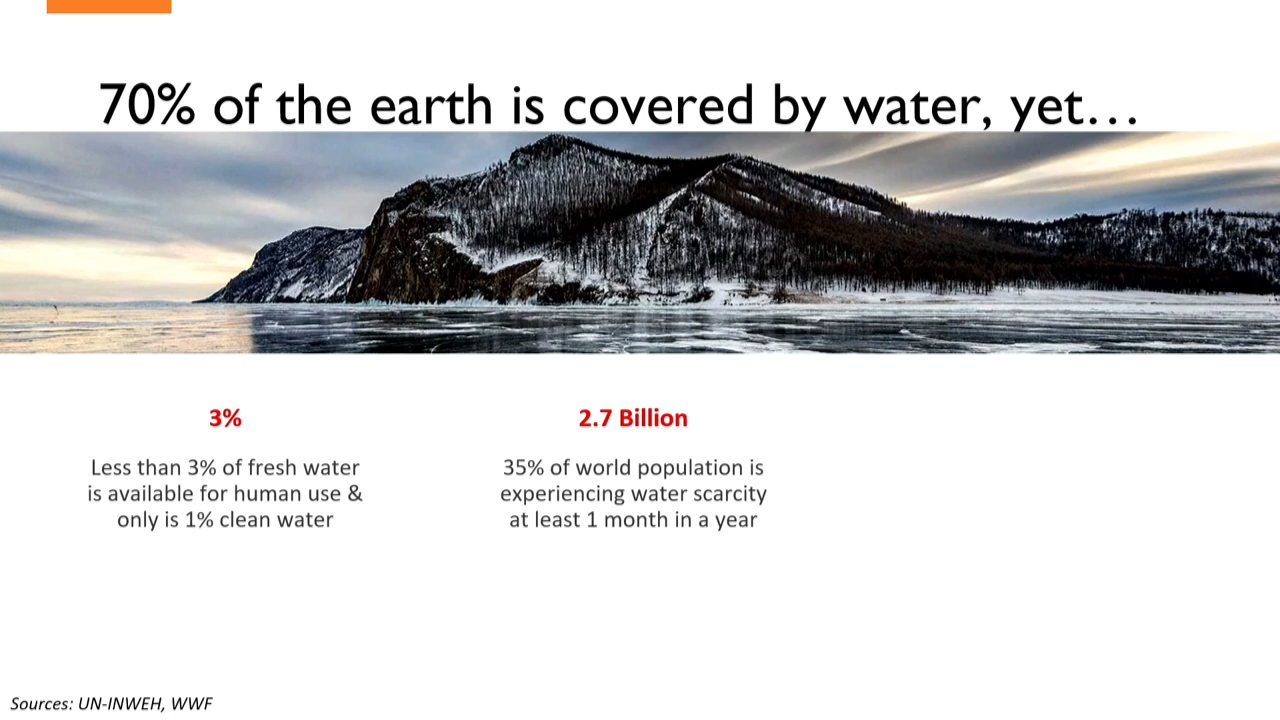 70% of the earth is covered by water, yet...
3%
Less than 3% of fresh water
is available for human use &
only is 1% clean water
2.7 Billion
35% of world population is
experiencing water scarcity
at least 1 month in a year
Sources: UN-INWEH, WWF